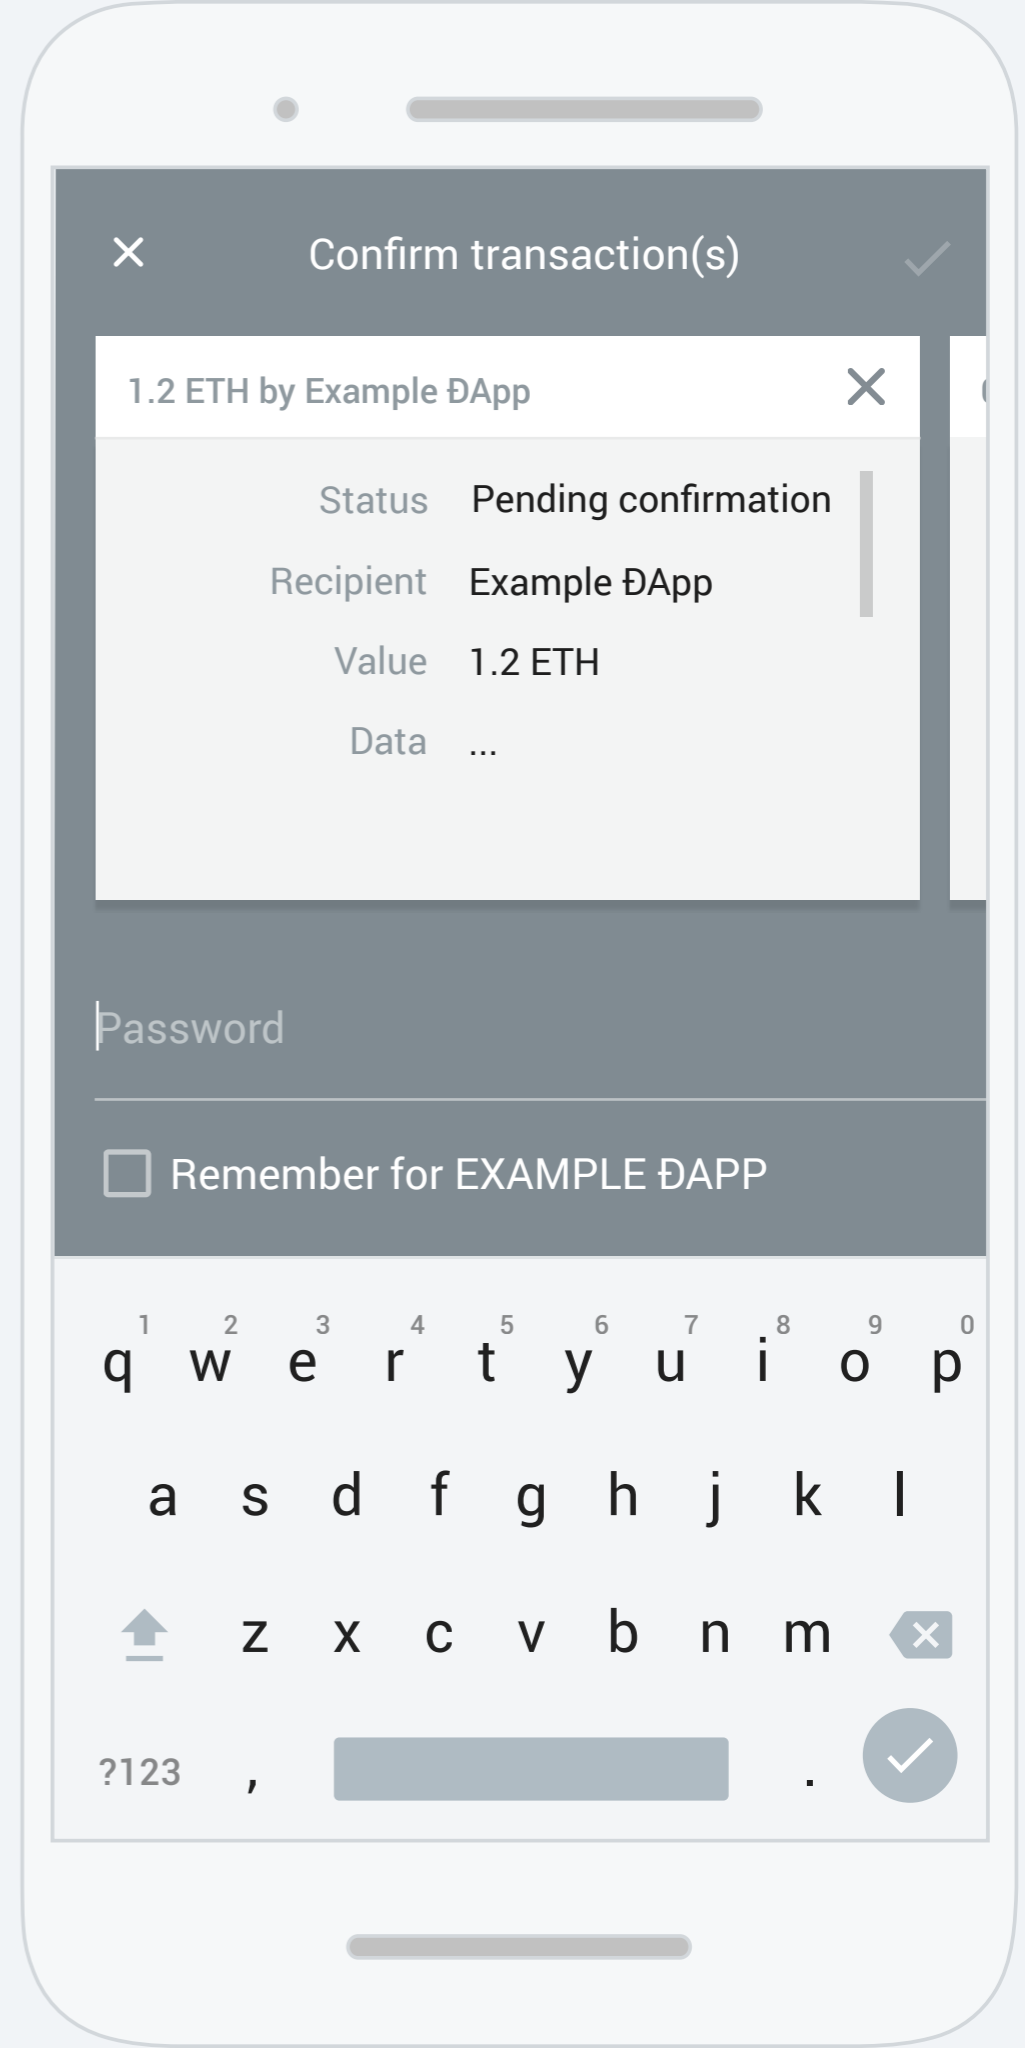 Confirm transaction(s)
1.2 ETH by Example ĐApp
Status Pending confirmation
Recipient Example ĐApp
Value 1.2 ETH
Data ...
Password
Remember for EXAMPLE ĐAPP
1 2 3 4 5 6 7 8 9 0
q w e r t y u i o p
a s d f g h j k l
z x c v b n m
?123 , .